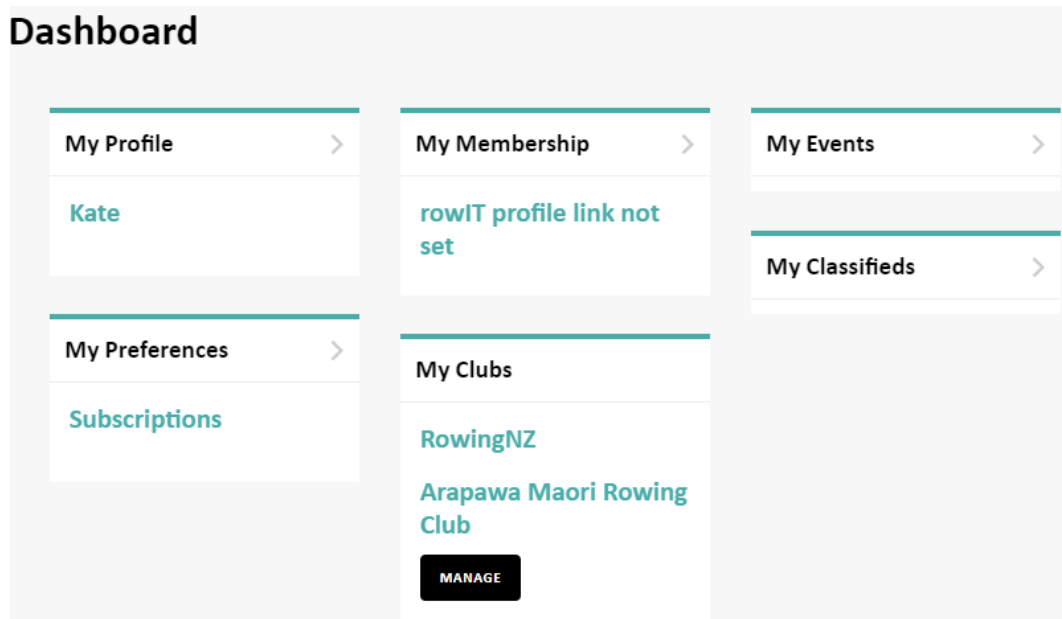 Dashboard
My Profile
Kate
My Preferences
Subscriptions
My Membership
rowIT profile link not
set
My Clubs
RowingNZ
Arapawa Maori Rowing
Club
MANAGE
My Events
My Classifieds